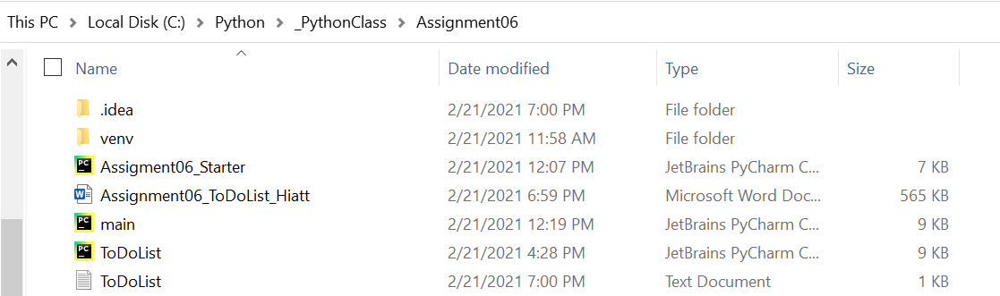 This PC > Local Disk (C:) > Python > _PythonClass > Assignment06
Name Date modified Type Size
.idea 2/21/2021 7:00 PM File folder
venv 2/21/2021 11:58 AM File folder
PC Assigment06_Starter 2/21/2021 12:07 PM JetBrains PyCharm C... 7 KB
W Assignment06_ToDoList_Hiatt 2/21/2021 6:59 PM Microsoft Word Doc... 565 KB
PC main 2/21/2021 12:19 PM JetBrains PyCharm C... 9 KB
PC ToDoList 2/21/2021 4:28 PM JetBrains PyCharm C... 9 KB
ToDoList 2/21/2021 7:00 PM Text Document 1 KB